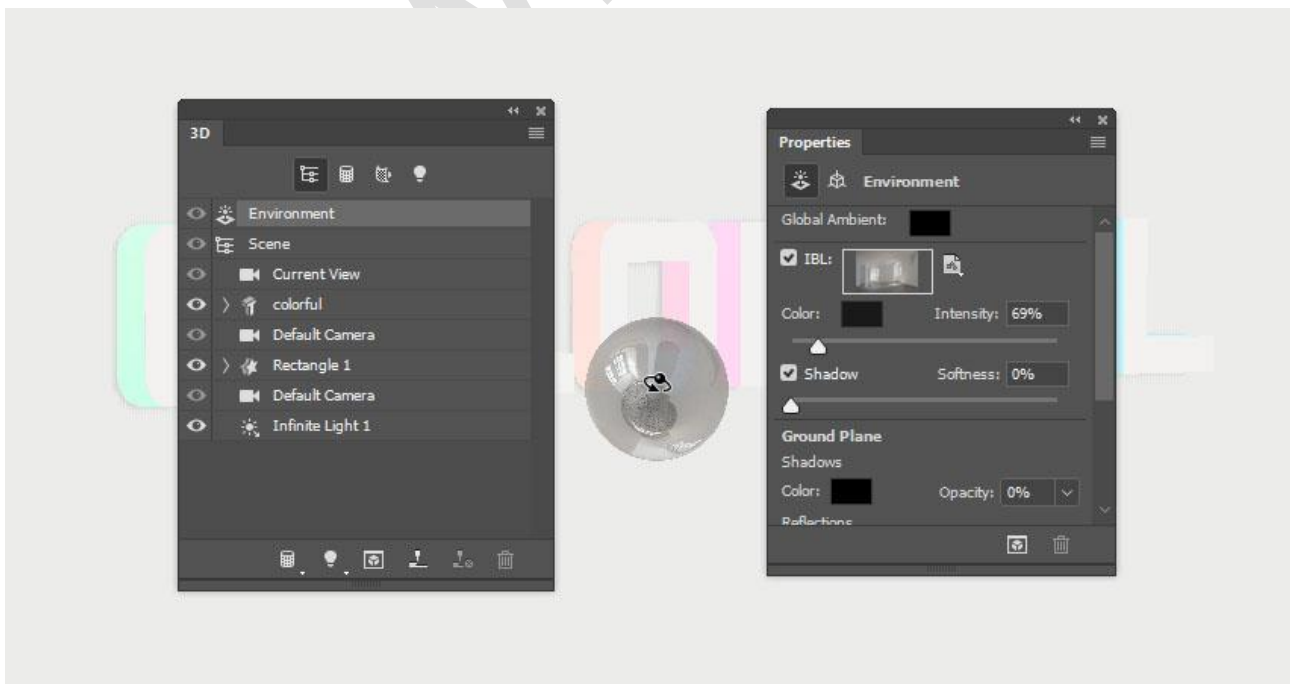 3D
Environment
Scene
Current View
colorful
Default Camera
Rectangle 1
Default Camera
Infinite Light 1
Properties
Environment
Global Ambient:
IBL:
Color: Intensity: 69%
Shadow Softness: 0%
Ground Plane
Shadows
Color: Opacity: 0%
Reflections